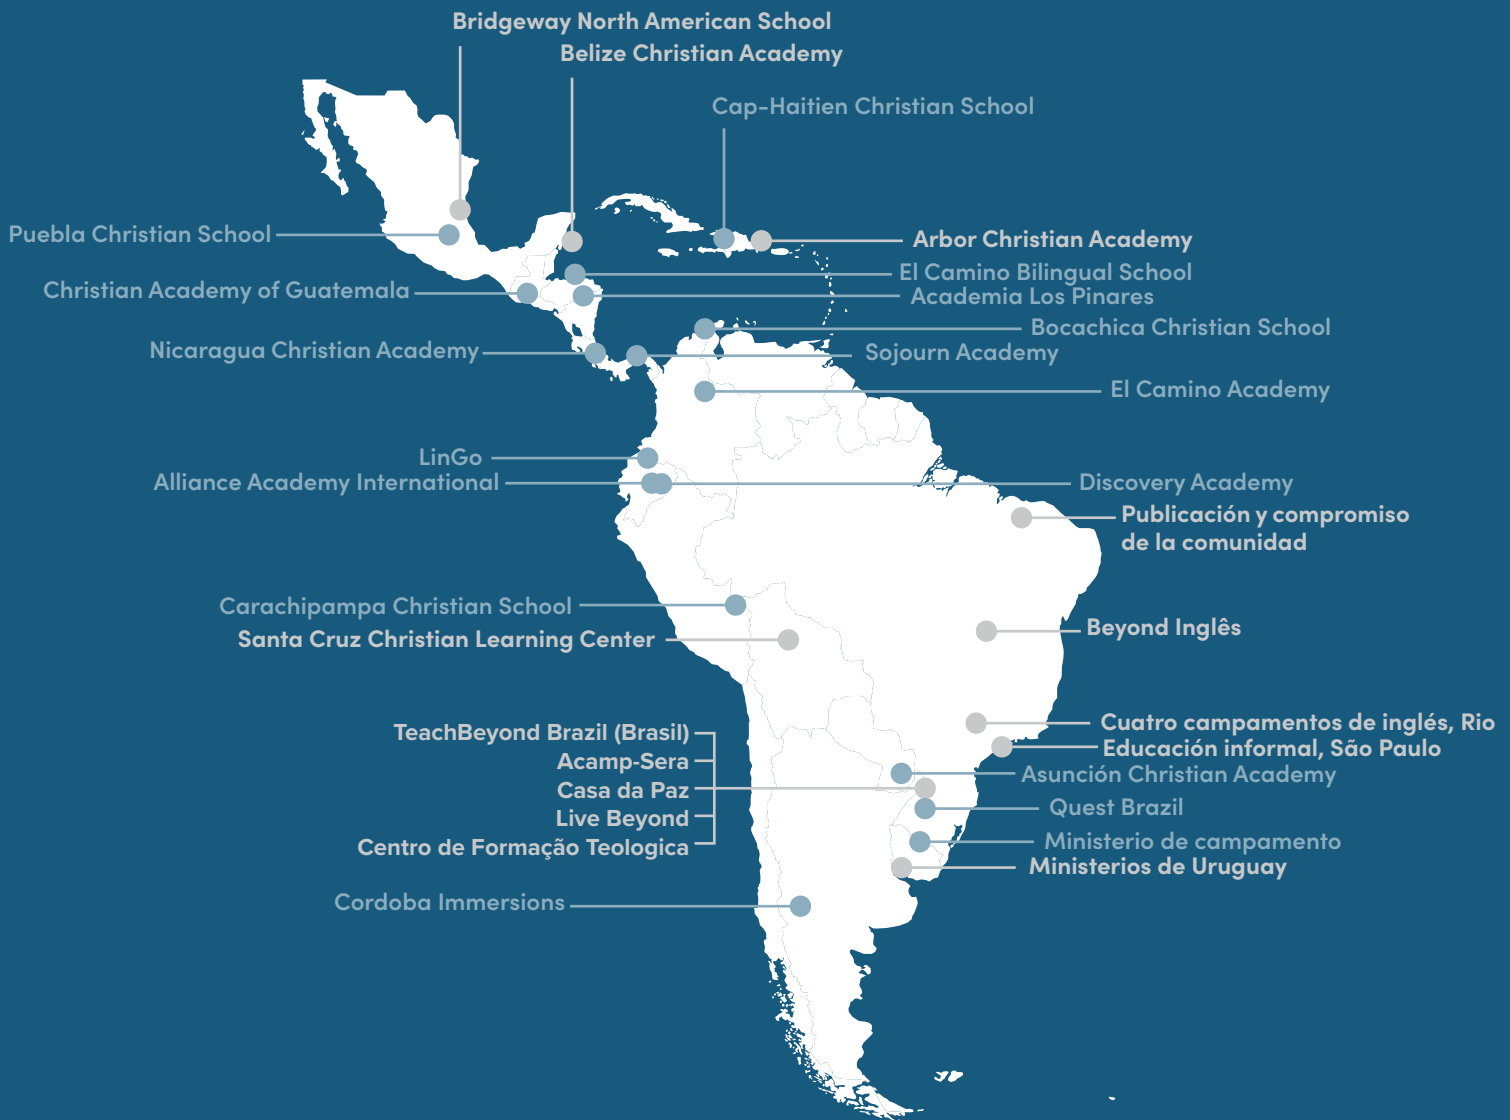 Bridgeway North American School
Belize Christian Academy
Cap-Haitien Christian School
Puebla Christian School
Arbor Christian Academy
El Camino Bilingual School
Christian Academy of Guatemala
Academia Los Pinares
Bocachica Christian School
Nicaragua Christian Academy
Sojourn Academy
El Camino Academy
LinGo
Alliance Academy International
Discovery Academy
Publicación y compromiso
de la comunidad
Carachipampa Christian School
Beyond Inglês
Santa Cruz Christian Learning Center
Cuatro campamentos de inglés, Rio
TeachBeyond Brazil (Brasil)
Educación informal, São Paulo
Acamp-Sera
Asunción Christian Academy
Casa da Paz
Quest Brazil
Live Beyond
Ministerio de campamento
Centro de Formação Teologica
Ministerios de Uruguay
Cordoba Immersions